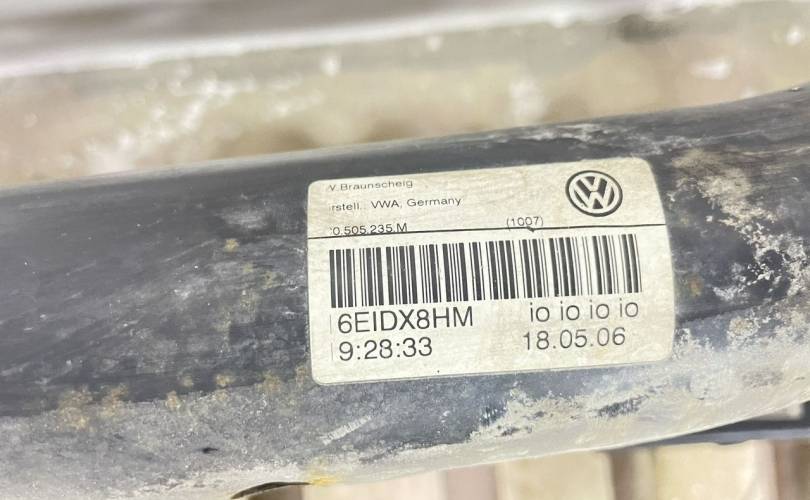 V.Braunscheig
rstell.: VWA, Germany
0.505.235.M (1007)
6EIDX8HM io io io io
9:28:33 18.05.06